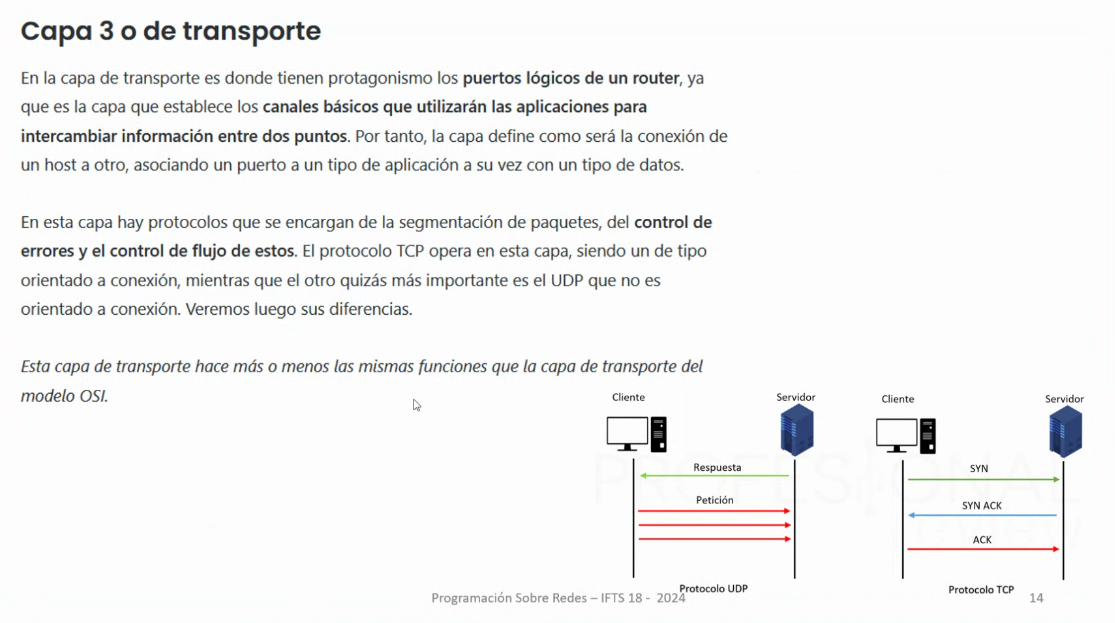 Capa 3 o de transporte
En la capa de transporte es donde tienen protagonismo los puertos lógicos de un router, ya
que es la capa que establece los canales básicos que utilizarán las aplicaciones para
intercambiar información entre dos puntos. Por tanto, la capa define como será la conexión de
un host a otro, asociando un puerto a un tipo de aplicación a su vez con un tipo de datos.
En esta capa hay protocolos que se encargan de la segmentación de paquetes, del control de
errores y el control de flujo de estos. El protocolo TCP opera en esta capa, siendo un de tipo
orientado a conexión, mientras que el otro quizás más importante es el UDP que no es
orientado a conexión. Veremos luego sus diferencias.
Esta capa de transporte hace más o menos las mismas funciones que la capa de transporte del
modelo OSI.
Cliente
Servidor
Respuesta
Petición
Protocolo UDP
Cliente
Servidor
SYN
SYN ACK
ACK
Protocolo TCP
PROFESIONAL
review
Programación Sobre Redes – IFTS 18 - 2024
14